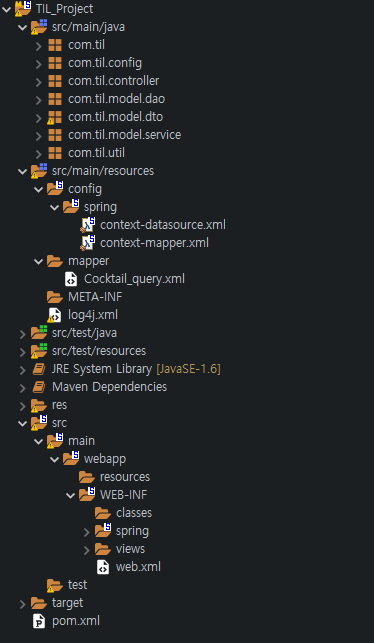 TIL_Project
src/main/java
com.til
com.til.config
com.til.controller
com.til.model.dao
com.til.model.dto
com.til.model.service
com.til.util
src/main/resources
config
spring
context-datasource.xml
context-mapper.xml
mapper
Cocktail_query.xml
META-INF
log4j.xml
src/test/java
src/test/resources
JRE System Library [JavaSE-1.6]
Maven Dependencies
res
src
main
webapp
resources
WEB-INF
classes
spring
views
web.xml
test
target
pom.xml